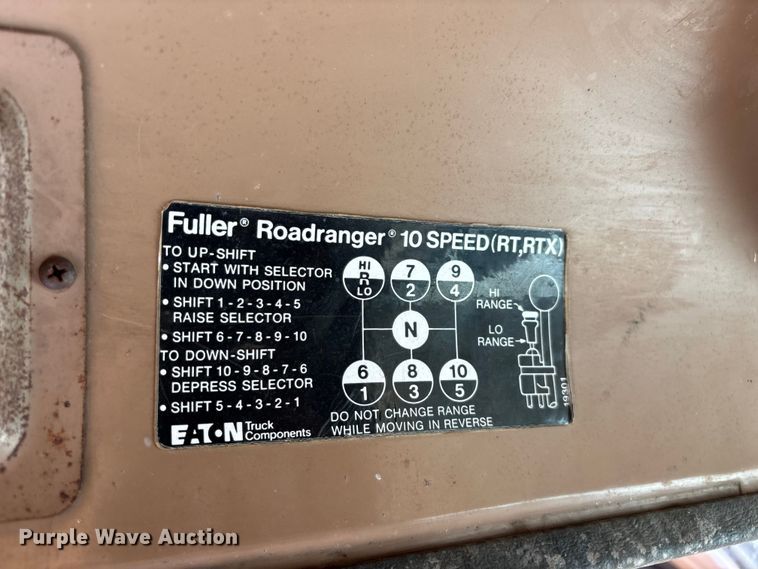 Fuller® Roadranger® 10 SPEED (RT,RTX)
TO UP-SHIFT
• START WITH SELECTOR
IN DOWN POSITION
• SHIFT 1-2-3-4-5
RAISE SELECTOR
• SHIFT 6-7-8-9-10
TO DOWN-SHIFT
• SHIFT 10-9-8-7-6
DEPRESS SELECTOR
• SHIFT 5-4-3-2-1
EATON Truck
Components
HI
R
LO
7
2
9
4
N
6
1
8
3
10
5
HI
RANGE
LO
RANGE
DO NOT CHANGE RANGE
WHILE MOVING IN REVERSE
19301
Purple Wave Auction